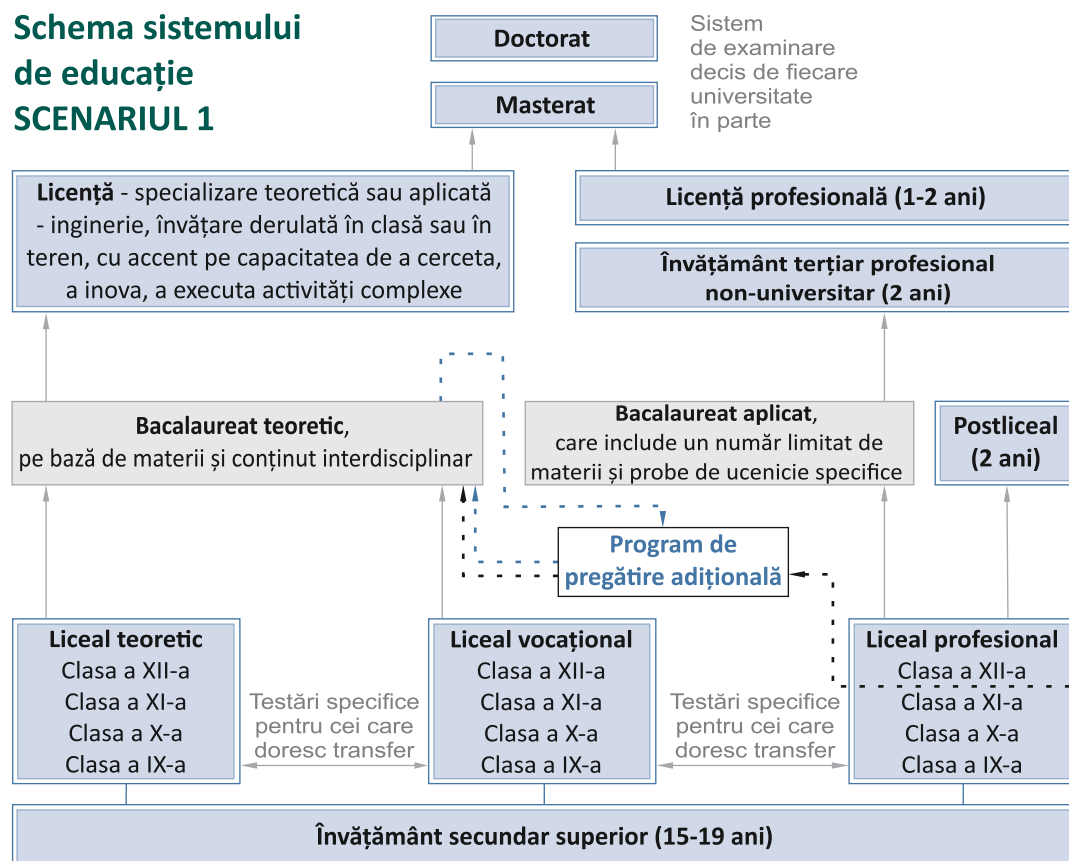 Schema sistemului
de educație
SCENARIUL 1
Doctorat
Masterat
Sistem
de examinare
decis de fiecare
universitate
în parte
Licență - specializare teoretică sau aplicată
- inginerie, învățare derulată în clasă sau în
teren, cu accent pe capacitatea de a cerceta,
a inova, a executa activități complexe
Licență profesională (1-2 ani)
Învățământ terțiar profesional
non-universitar (2 ani)
Bacalaureat teoretic,
pe bază de materii și conținut interdisciplinar
Bacalaureat aplicat,
care include un număr limitat de
materii și probe de ucenicie specifice
Postliceal
(2 ani)
Program de
pregătire adițională
Liceal teoretic
Clasa a XII-a
Clasa a XI-a
Clasa a X-a
Clasa a IX-a
Testări specifice
pentru cei care
doresc transfer
Liceal vocațional
Clasa a XII-a
Clasa a XI-a
Clasa a X-a
Clasa a IX-a
Testări specifice
pentru cei care
doresc transfer
Liceal profesional
Clasa a XII-a
Clasa a XI-a
Clasa a X-a
Clasa a IX-a
Învățământ secundar superior (15-19 ani)